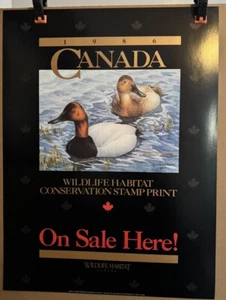 1986
CANADA
WILDLIFE HABITAT
CONSERVATION STAMP PRINT
On Sale Here!
WILDLIFE HABITAT